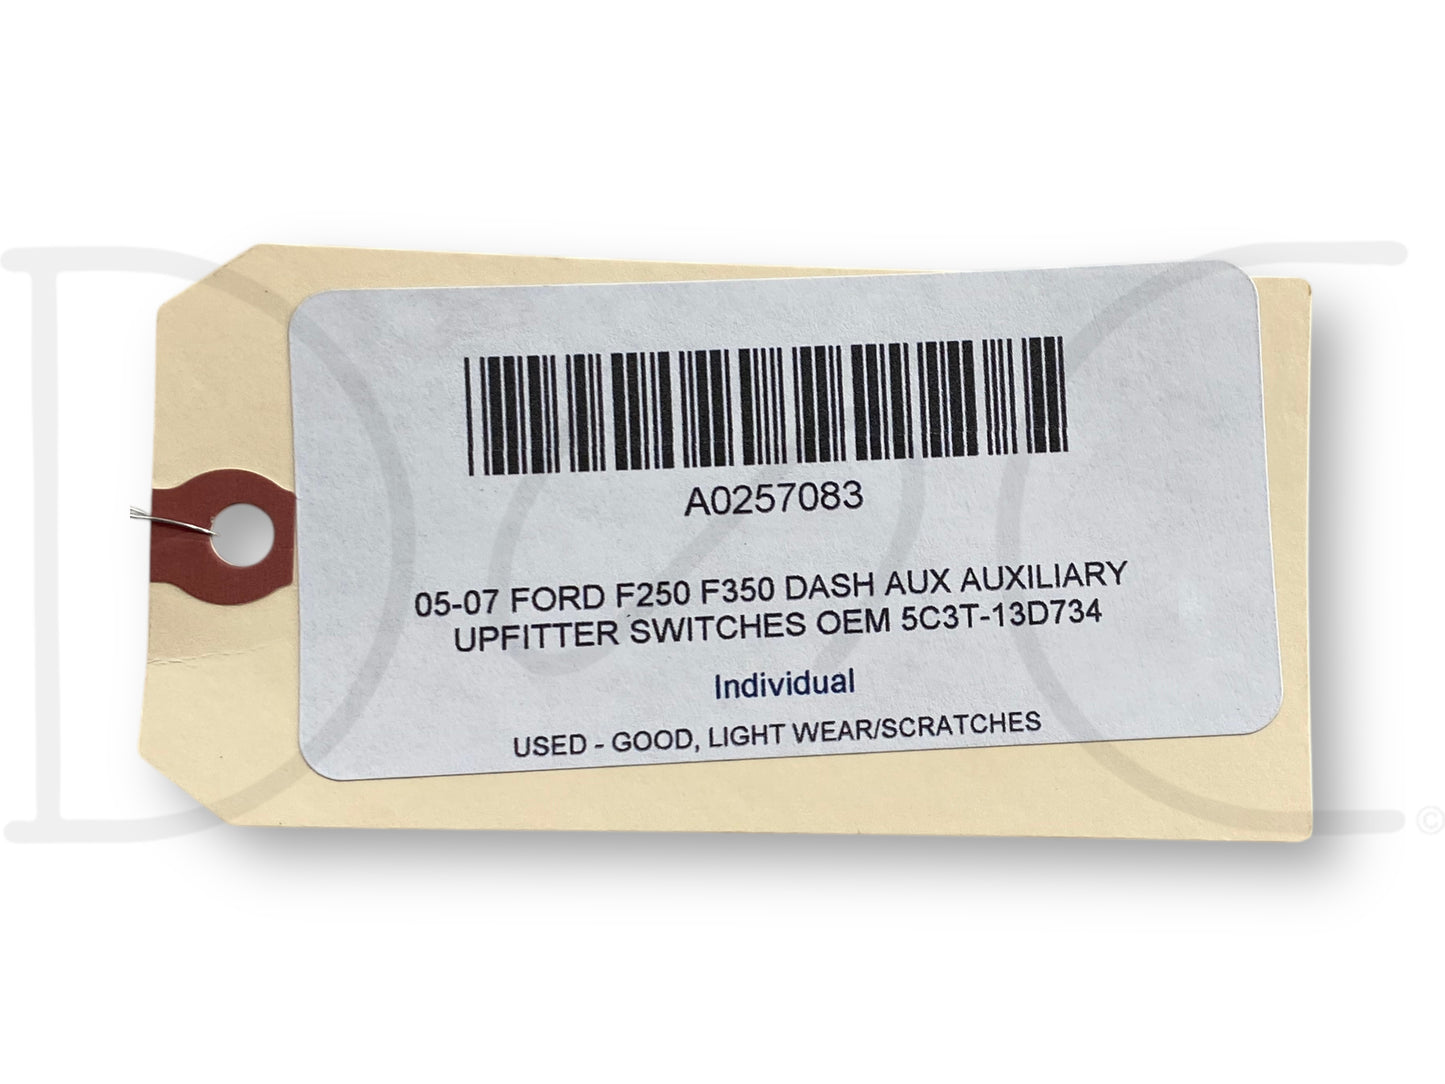 A0257083
05-07 FORD F250 F350 DASH AUX AUXILIARY
UPFITTER SWITCHES OEM 5C3T-13D734
Individual
USED - GOOD, LIGHT WEAR/SCRATCHES
©